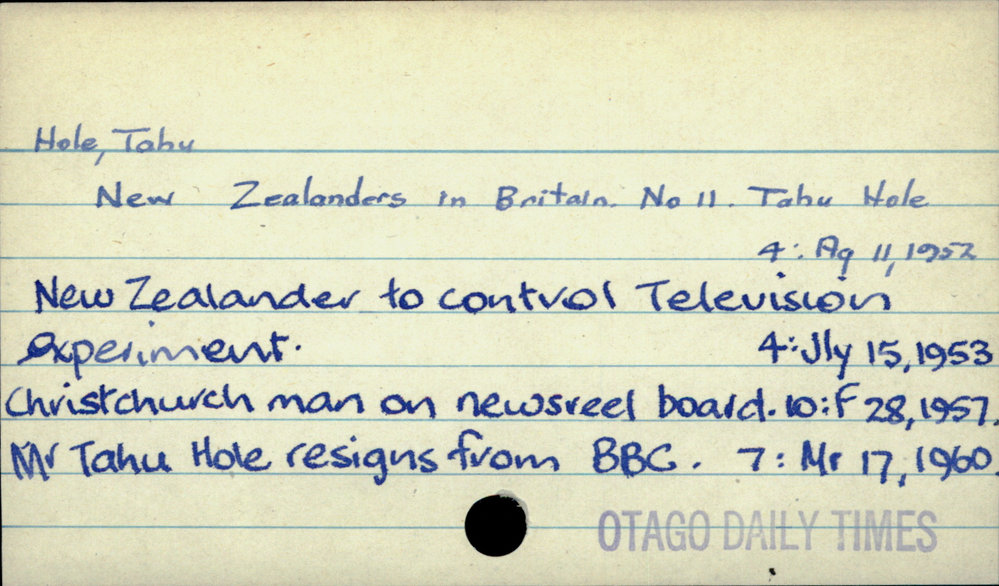 Hole, Tahu
New Zealanders in Britain. No 11. Tahu Hole
4: Ag 11, 1952
New Zealander to control Television
experiment. 4: Jly 15, 1953
Christchurch man on newsreel board. 10: F 28, 1957.
Mr Tahu Hole resigns from BBC. 7: Mr 17, 1960.
OTAGO DAILY TIMES